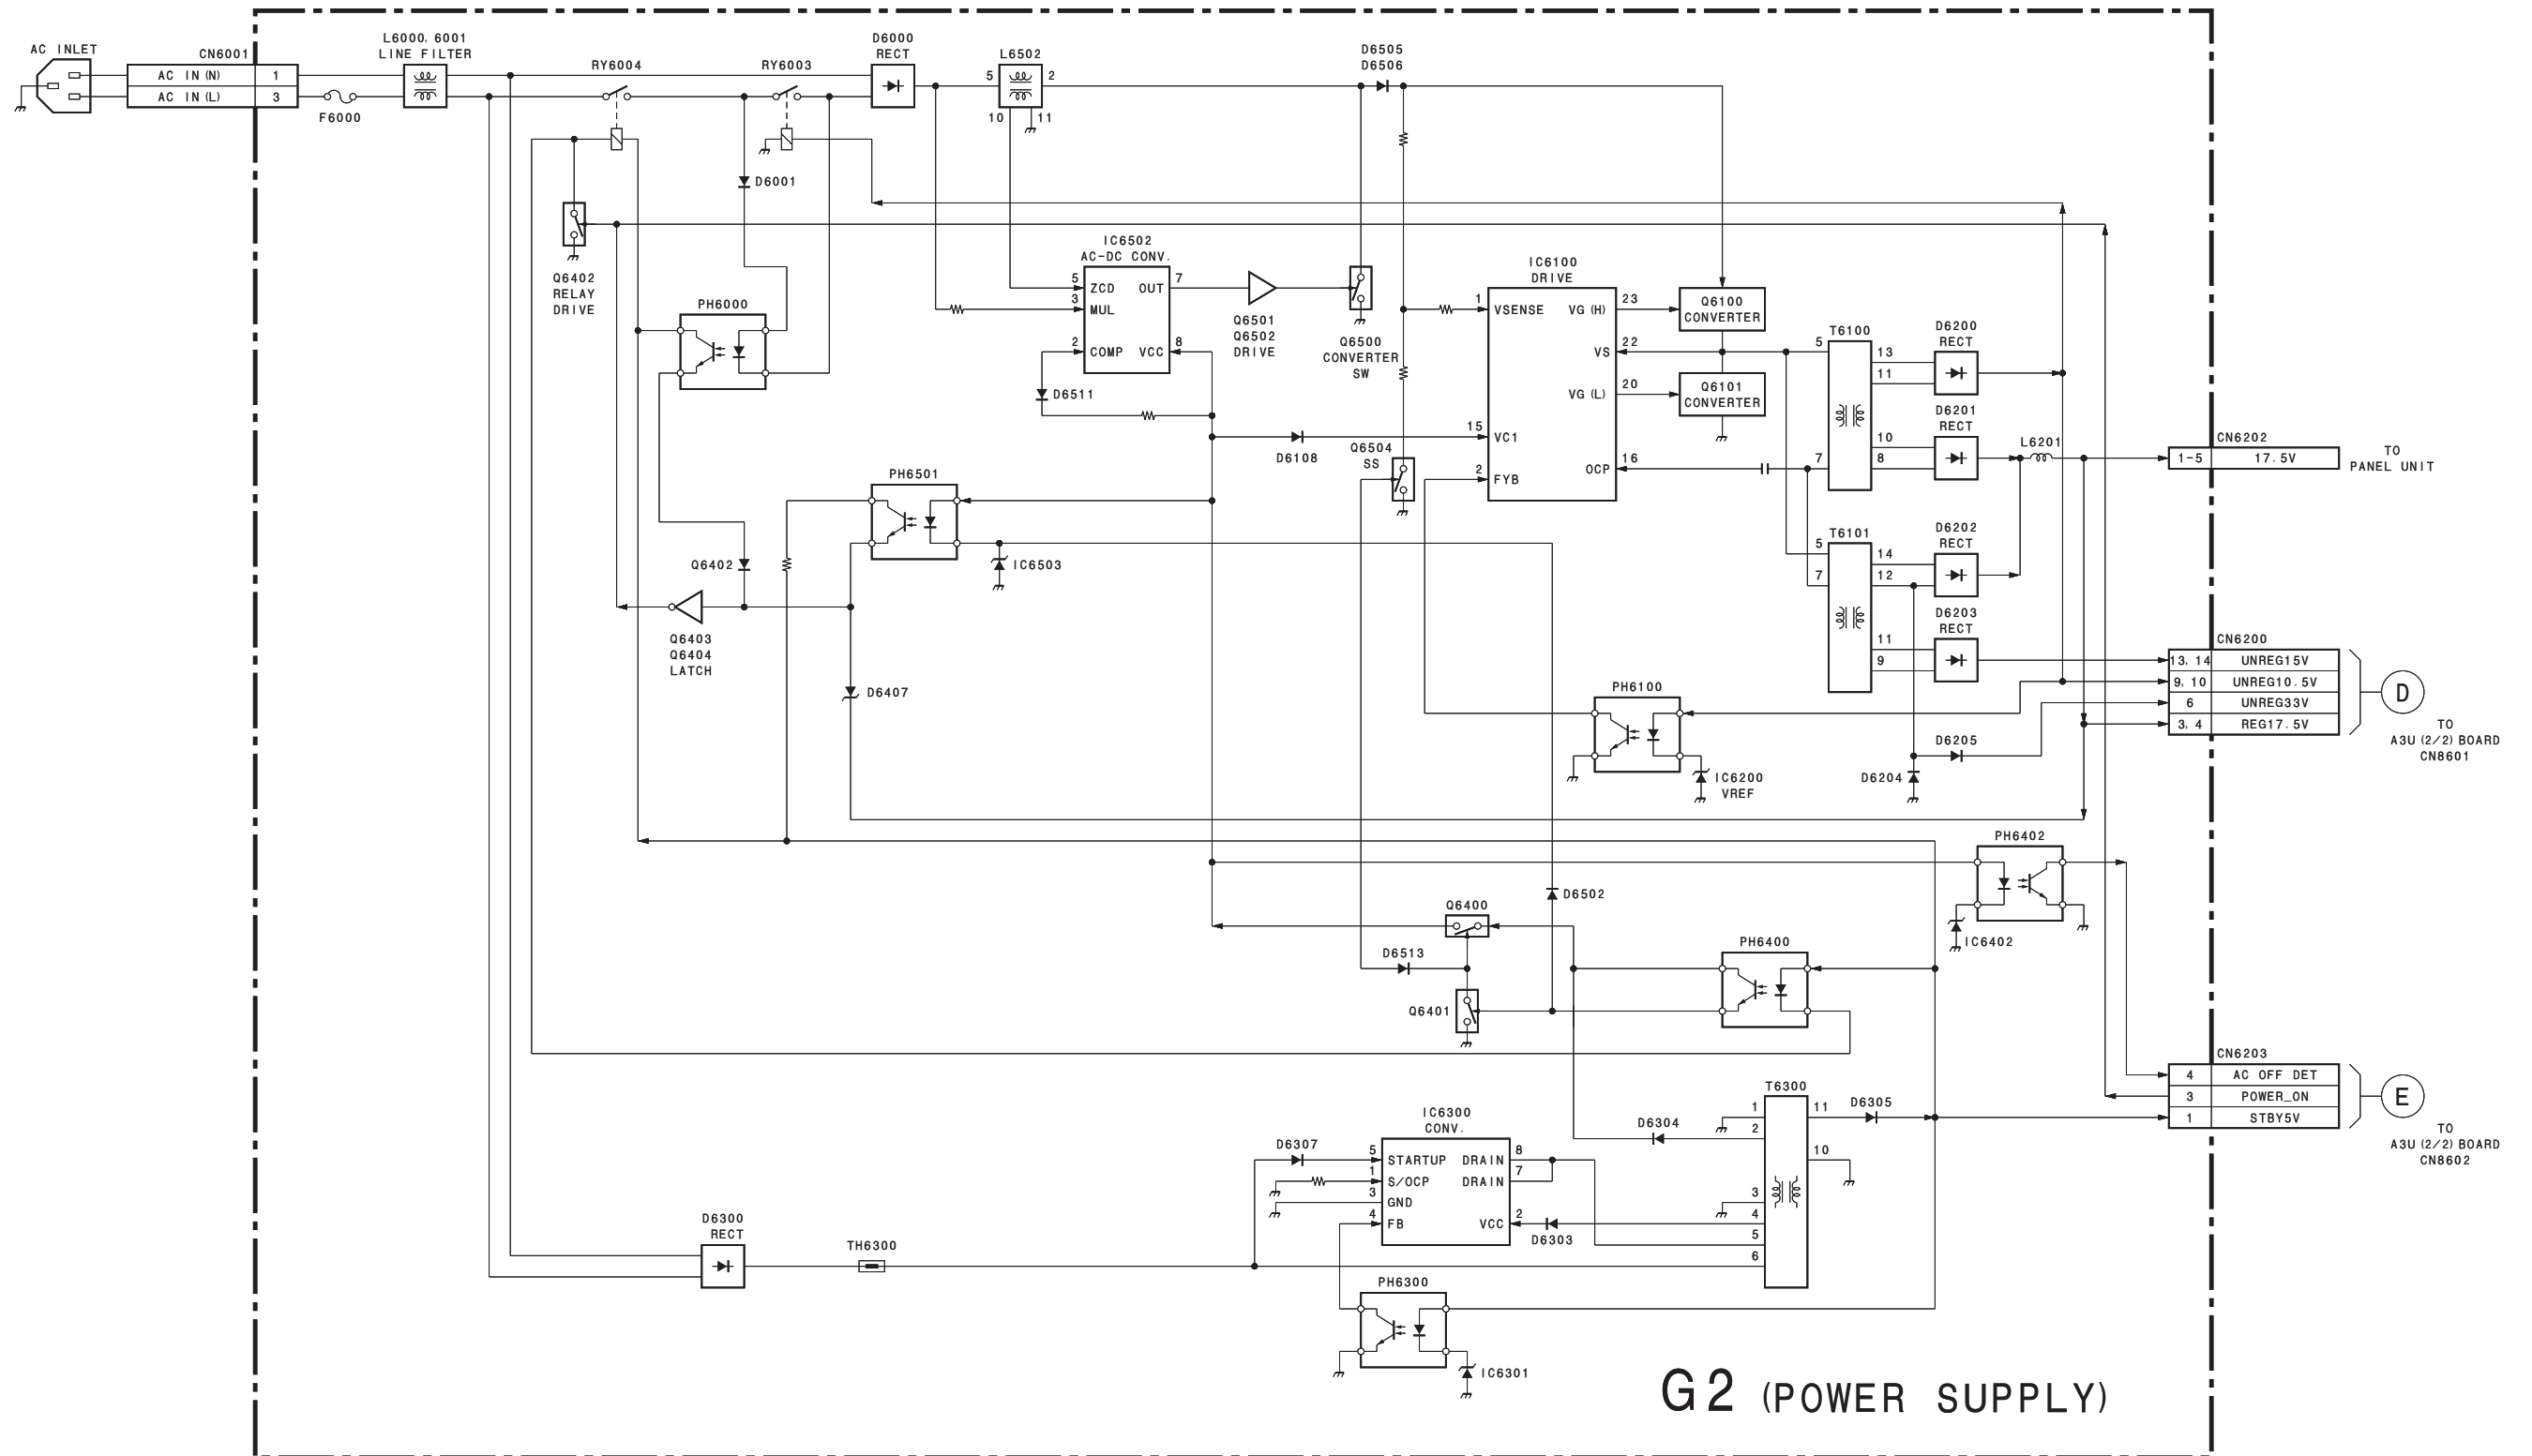 AC INLET
CN6001
AC IN (N) 1
AC IN (L) 3
F6000
L6000, 6001
LINE FILTER
RY6004
RY6003
D6000
RECT
L6502
5 2
10 11
D6505
D6506
D6001
Q6402
RELAY
DRIVE
PH6000
IC6502
AC-DC CONV.
5 ZCD OUT 7
3 MUL
2 COMP VCC 8
D6511
Q6501
Q6502
DRIVE
Q6500
CONVERTER
SW
IC6100
DRIVE
1 VSENSE VG (H) 23
VS 22
VG (L) 20
15 VC1
2 FYB
OCP 16
Q6100
CONVERTER
Q6101
CONVERTER
D6108
Q6504
SS
T6100
5 13
11
10
7 8
D6200
RECT
D6201
RECT
L6201
CN6202
1-5 17.5V
TO
PANEL UNIT
PH6501
IC6503
Q6402
Q6403
Q6404
LATCH
D6407
T6101
5 14
7 12
11
9
D6202
RECT
D6203
RECT
CN6200
13, 14 UNREG15V
9, 10 UNREG10.5V
6 UNREG33V
3, 4 REG17.5V
D
TO
A3U (2/2) BOARD
CN8601
PH6100
IC6200
VREF
D6205
D6204
PH6402
IC6402
D6502
Q6400
D6513
Q6401
PH6400
CN6203
4 AC OFF DET
3 POWER_ON
1 STBY5V
E
TO
A3U (2/2) BOARD
CN8602
T6300
1 11
2
10
3
4
5
6
D6305
D6304
IC6300
CONV.
D6307
5 STARTUP DRAIN 8
1 S/OCP DRAIN 7
3 GND
4 FB VCC 2
D6303
D6300
RECT
TH6300
PH6300
IC6301
G2 (POWER SUPPLY)